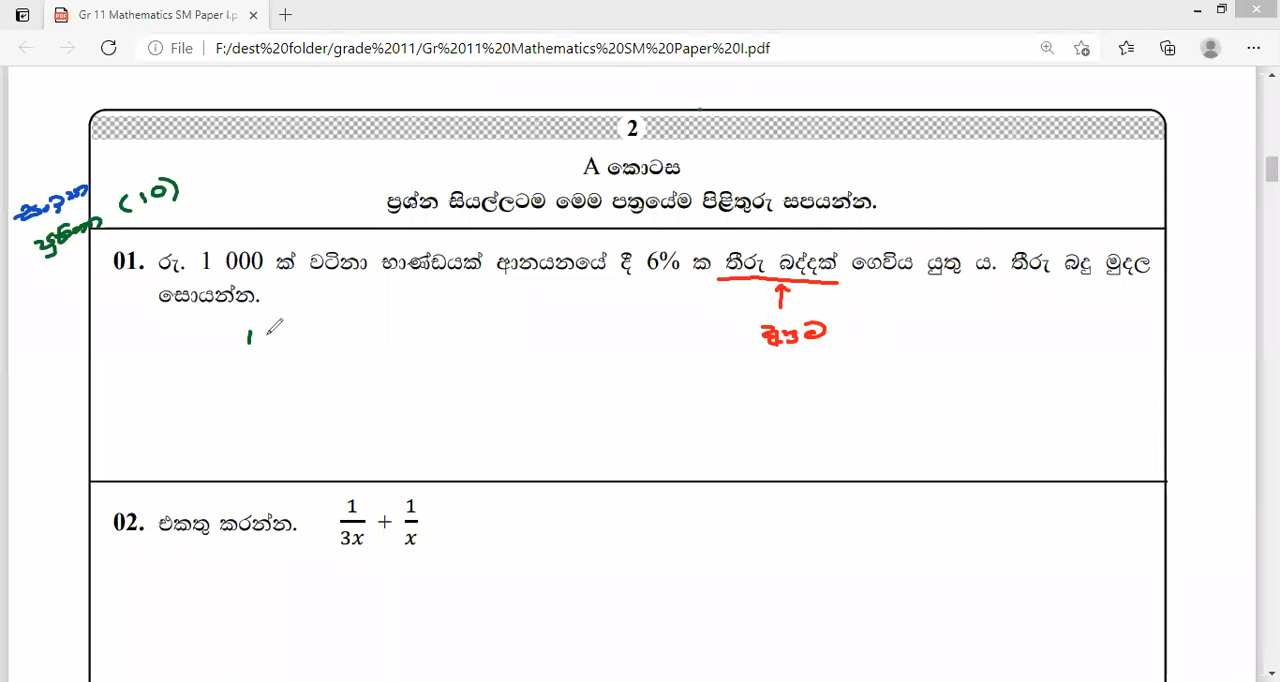 Gr 11 Mathematics SM Paper I.p
File F:/dest%20folder/grade%2011/Gr%2011%20Mathematics%20SM%20Paper%20I.pdf
2
A කොටස
(10)
ප්‍රශ්න සියල්ලටම මෙම පත්‍රයේම පිළිතුරු සපයන්න.
01. රු. 1 000 ක් වටිනා භාණ්ඩයක් ආනයනයේ දී 6% ක තීරු බද්දක් ගෙවිය යුතු ය. තීරු බදු මුදල
සොයන්න.
1
02. එකතු කරන්න. 1/3x + 1/x